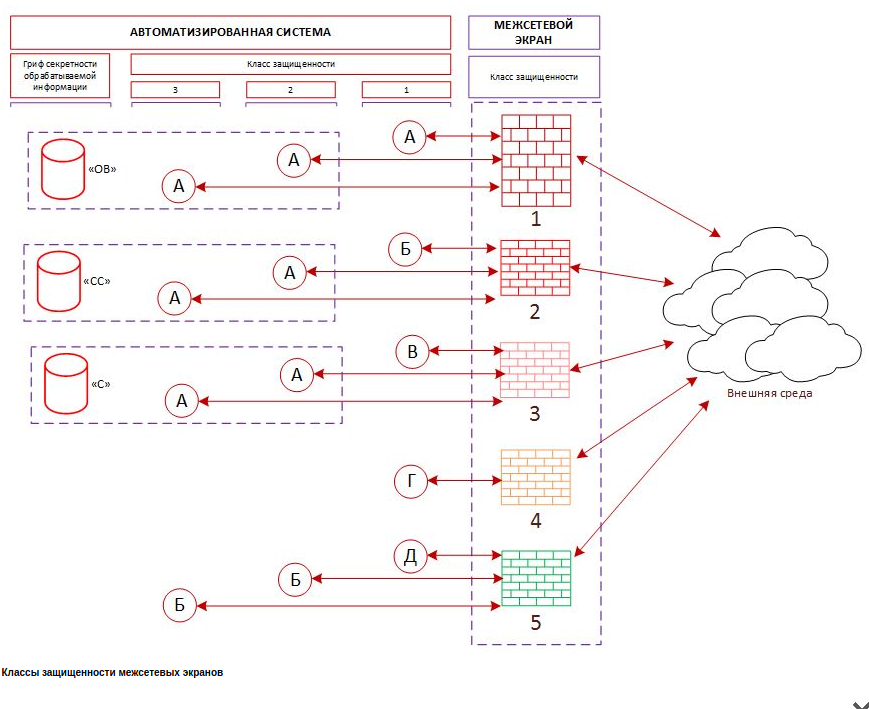 АВТОМАТИЗИРОВАННАЯ СИСТЕМА
МЕЖСЕТЕВОЙ
ЭКРАН
Гриф секретности
обрабатываемой
информации
Класс защищенности
Класс защищенности
3
2
1
А
А
А
«ОВ»
1
Б
А
А
«СС»
2
В
А
А
«С»
3
Внешняя среда
Г
4
Д
Б
Б
5
Классы защищенности межсетевых экранов